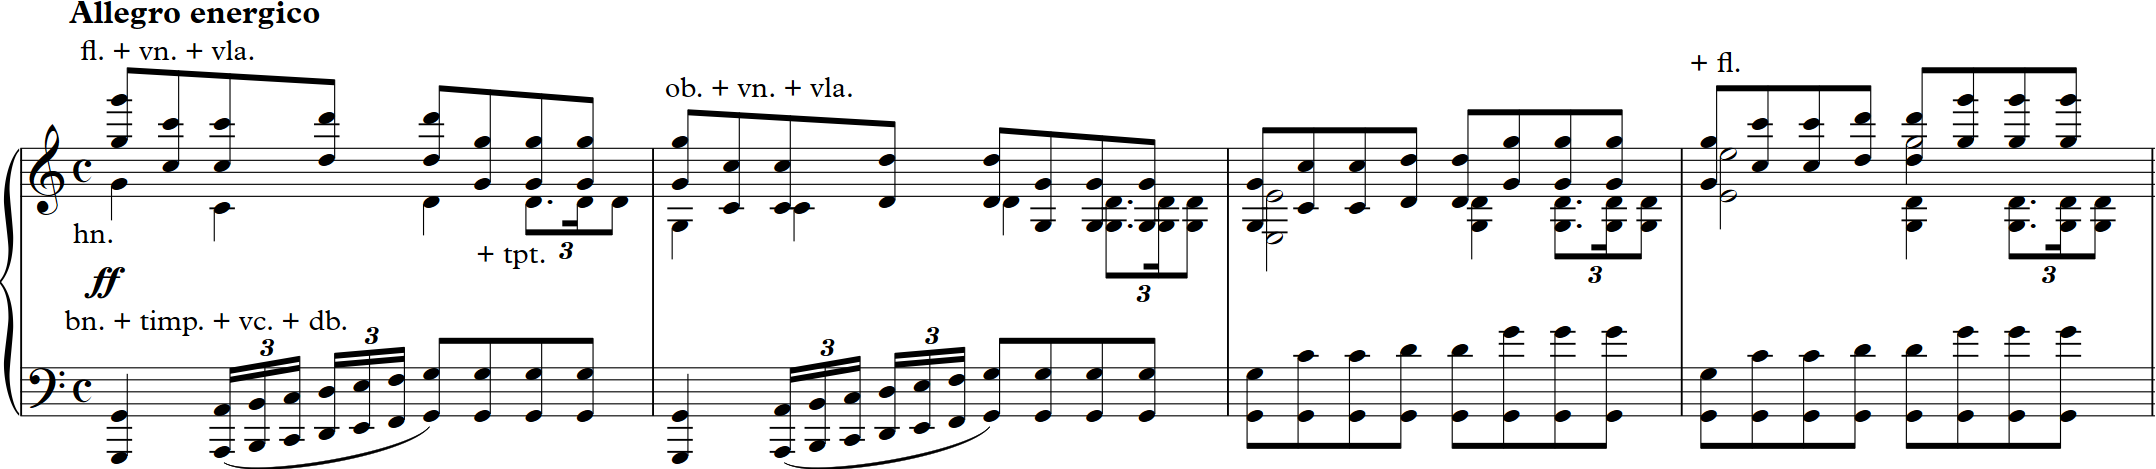 Allegro energico
fl. + vn. + vla.
+ fl.
ob. + vn. + vla.
hn.
+ tpt. 3
3
3
3
ff
bn. + timp. + vc. + db.
3 3 3 3